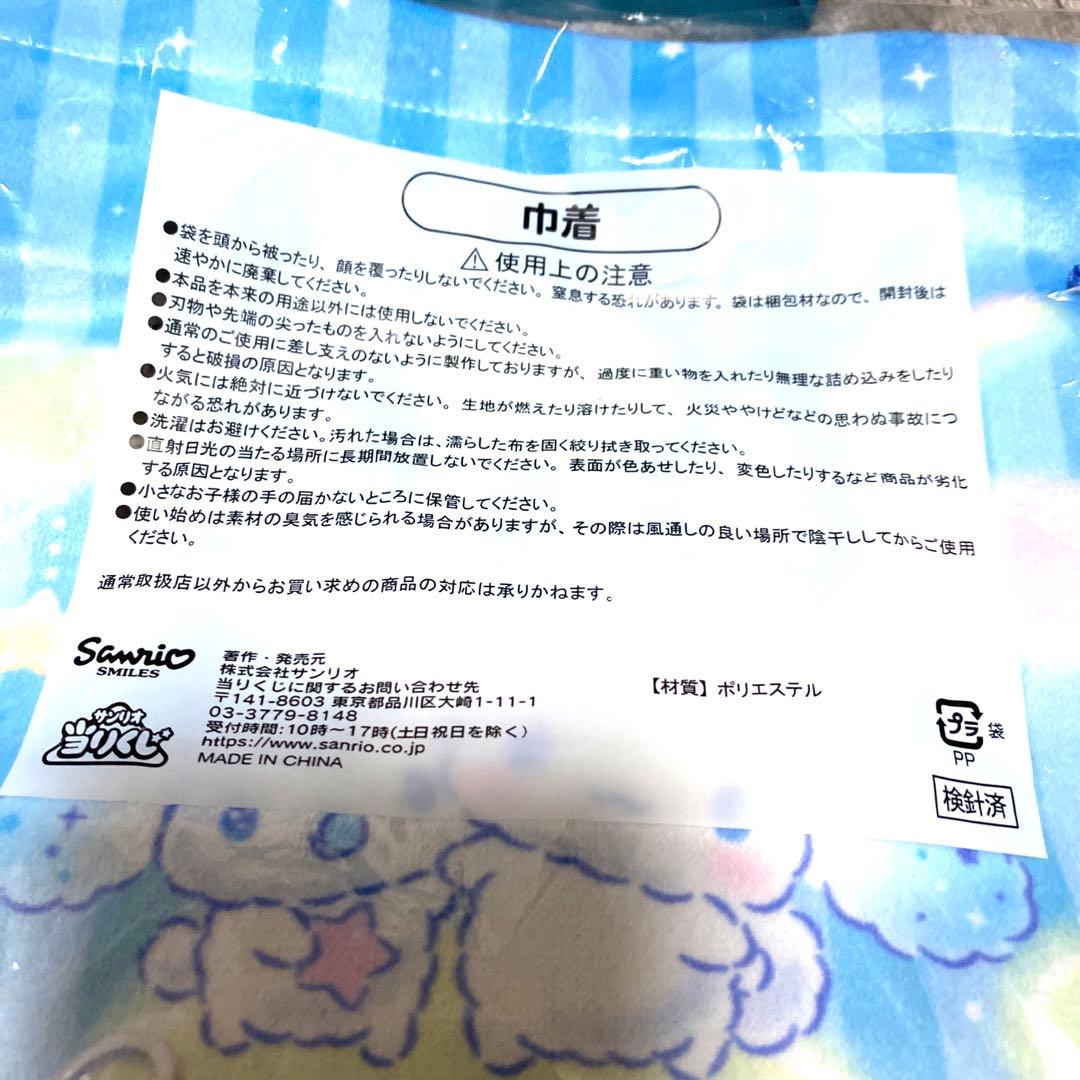 巾着
⚠使用上の注意
●袋を頭から被ったり、顔を覆ったりしないでください。窒息する恐れがあります。袋は梱包材なので、開封後は
速やかに廃棄してください。
●本品を本来の用途以外には使用しないでください。
●刃物や先端の尖ったものを入れないようにしてください。
●通常のご使用に差し支えのないように製作しておりますが、過度に重い物を入れたり無理な詰め込みをしたり
すると破損の原因となります。
●火気には絶対に近づけないでください。生地が燃えたり溶けたりして、火災ややけどなどの思わぬ事故につ
ながる恐れがあります。
●洗濯はお避けください。汚れた場合は、濡らした布を固く絞り拭き取ってください。
●直射日光の当たる場所に長期間放置しないでください。表面が色あせしたり、変色したりするなど商品が劣化
する原因となります。
●小さなお子様の手の届かないところに保管してください。
●使い始めは素材の臭気を感じられる場合がありますが、その際は風通しの良い場所で陰干ししてからご使用
ください。
通常取扱店以外からお買い求めの商品の対応は承りかねます。
Sanrio
SMILES
サンリオ
当りくじ
著作・発売元
株式会社サンリオ
当りくじに関するお問い合わせ先
〒141-8603 東京都品川区大崎1-11-1
03-3779-8148
受付時間:10時～17時(土日祝日を除く)
https://www.sanrio.co.jp
MADE IN CHINA
【材質】ポリエステル
プラ 袋
PP
検針済